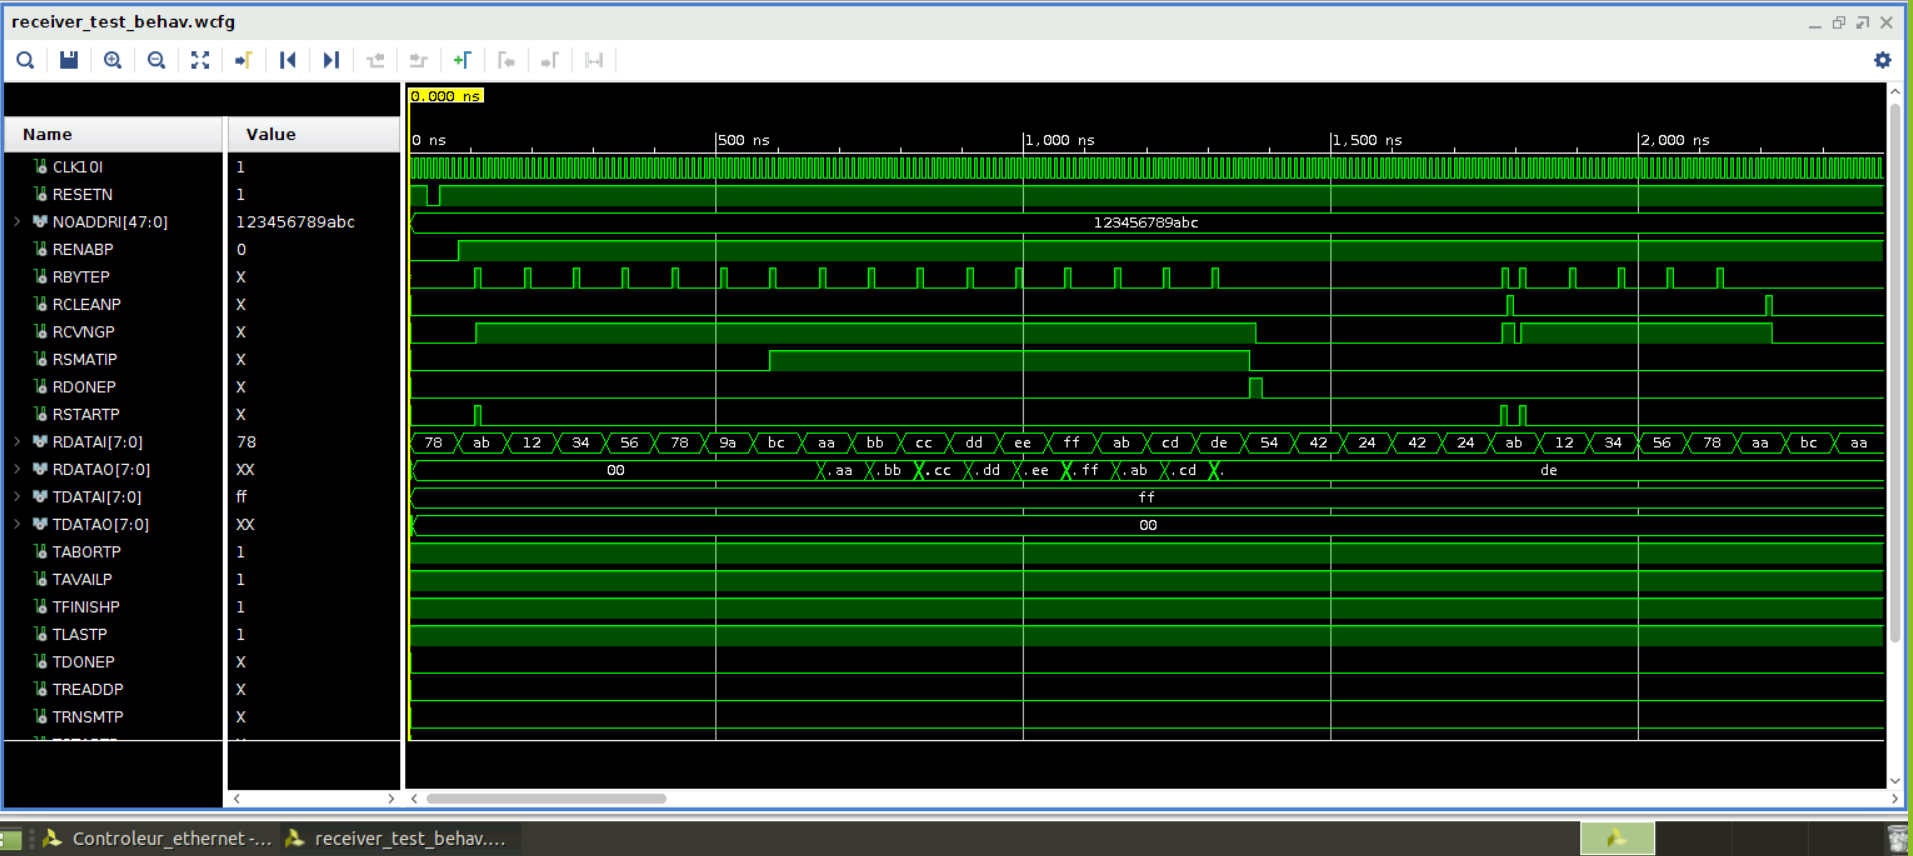 receiver_test_behav.wcfg
0.000 ns
Name Value
0 ns 500 ns 1,000 ns 1,500 ns 2,000 ns
CLK10I 1
RESETN 1
NOADDRI[47:0] 123456789abc 123456789abc
RENABP 0
RBYTEP X
RCLEANP X
RCVNGP X
RSMATIP X
RDONEP X
RSTARTP X
RDATAI[7:0] 78 78 ab 12 34 56 78 9a bc aa bb cc dd ee ff ab cd de 54 42 24 42 24 ab 12 34 56 78 aa bc aa
RDATAO[7:0] XX 00 .aa .bb .cc .dd .ee .ff .ab .cd . de
TDATAI[7:0] ff ff
TDATAO[7:0] XX 00
TABORTP 1
TAVAILP 1
TFINISHP 1
TLASTP 1
TDONEP X
TREADDP X
TRNSMTP X
Controleur_ethernet -... receiver_test_behav....